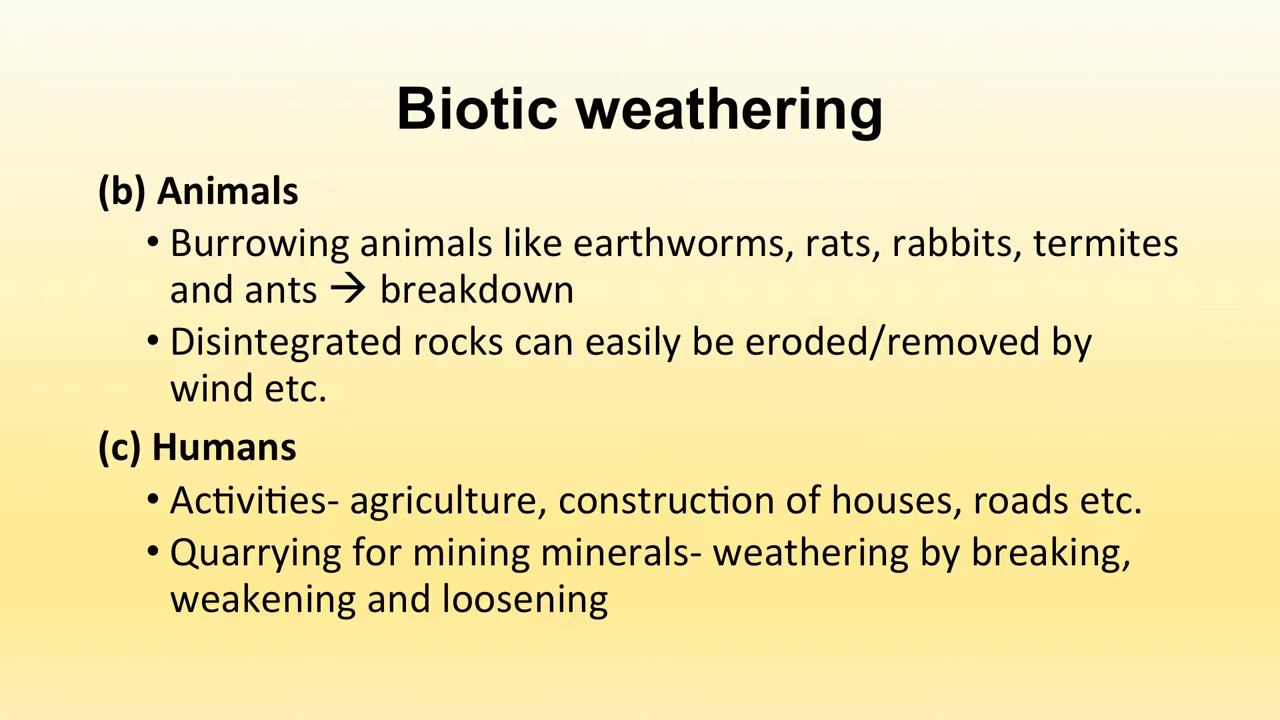 Biotic weathering
(b) Animals
• Burrowing animals like earthworms, rats, rabbits, termites
and ants → breakdown
• Disintegrated rocks can easily be eroded/removed by
wind etc.
(c) Humans
• Activities- agriculture, construction of houses, roads etc.
• Quarrying for mining minerals- weathering by breaking,
weakening and loosening